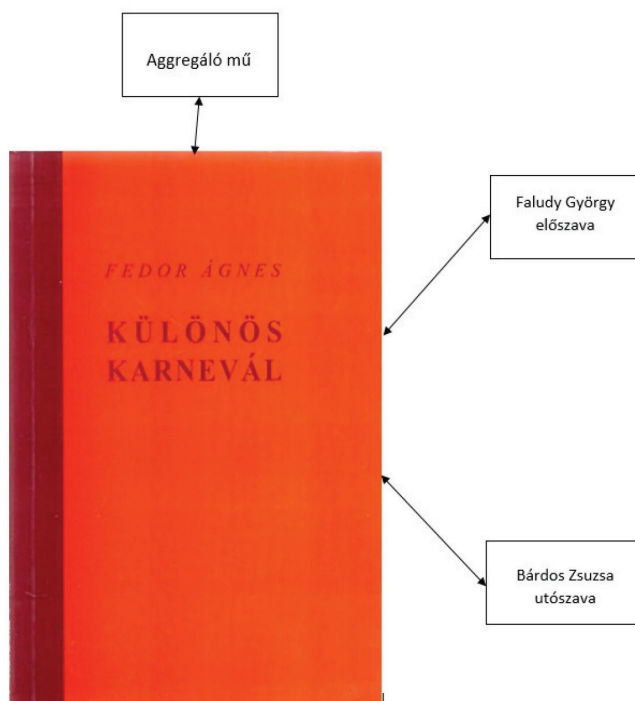 Aggregáló mű
Faludy György
előszava
FEDOR ÁGNES
KÜLÖNÖS
KARNEVÁL
Bárdos Zsuzsa
utószava